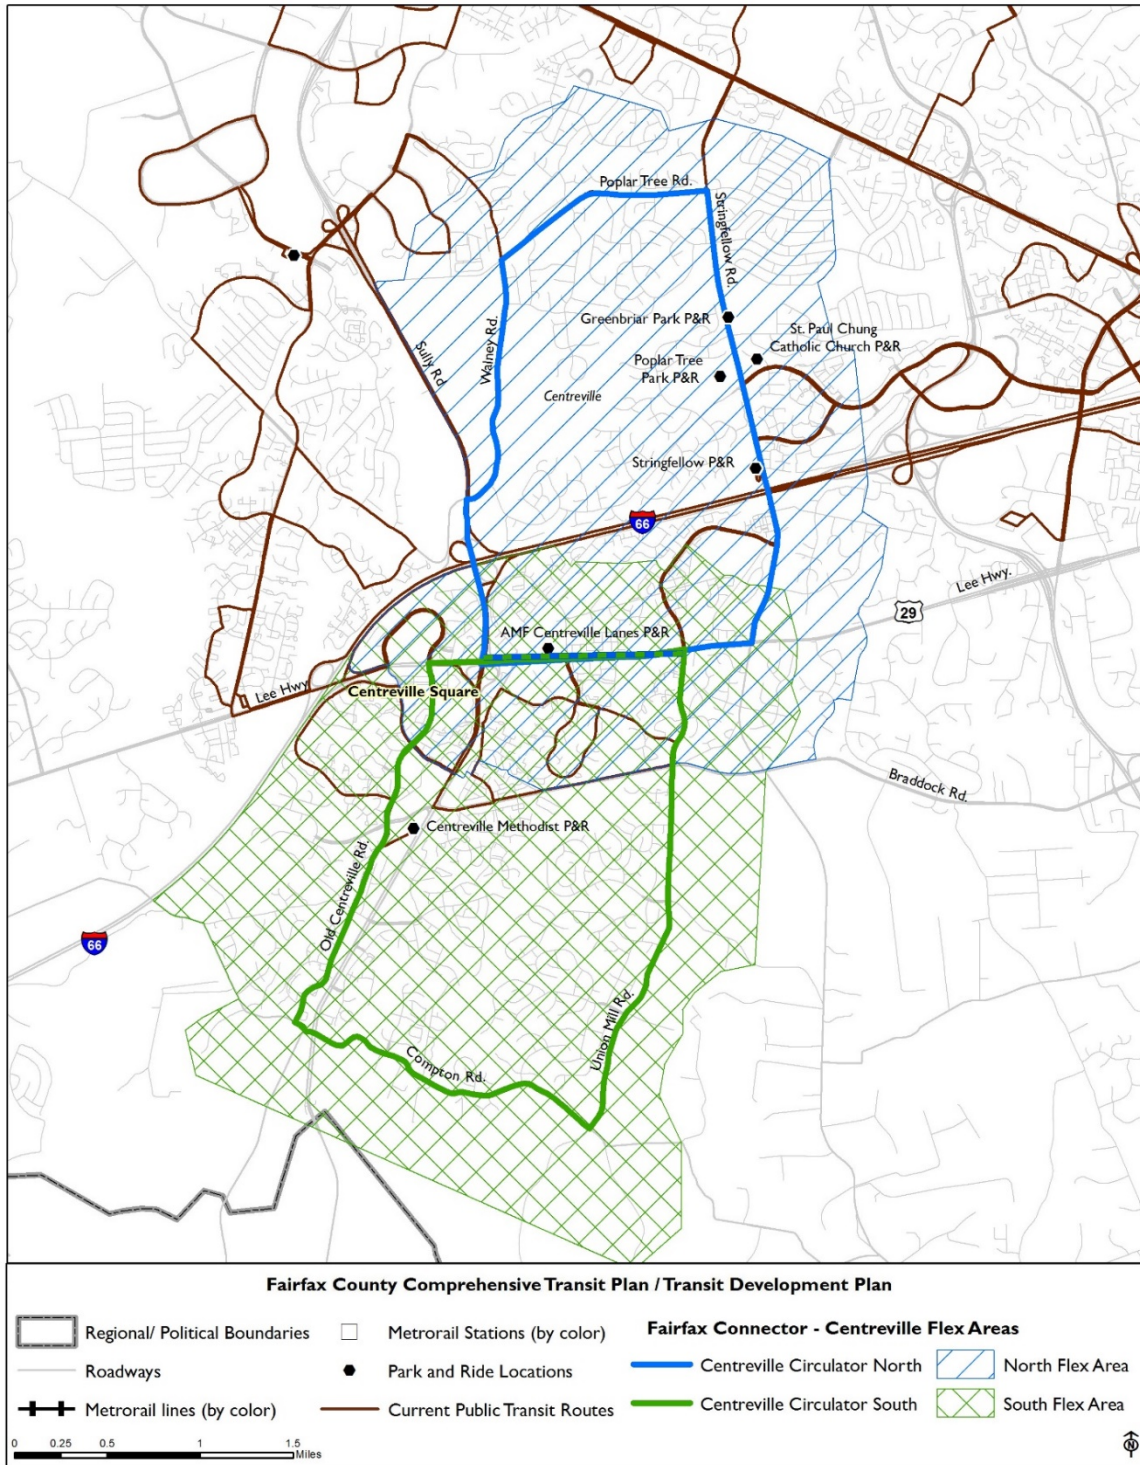 Poplar Tree Rd.
Stringfellow Rd.
Greenbriar Park P&R
St. Paul Chung
Catholic Church P&R
Sully Rd
Walney Rd.
Poplar Tree
Park P&R
Centreville
Stringfellow P&R
66
Lee Hwy.
29
AMF Centreville Lanes P&R
Lee Hwy
Centreville Square
Braddock Rd.
Centreville Methodist P&R
Old Centreville Rd.
66
Union Mill Rd.
Compton Rd.
Fairfax County Comprehensive Transit Plan / Transit Development Plan
Regional/ Political Boundaries
Metrorail Stations (by color)
Fairfax Connector - Centreville Flex Areas
Roadways
Park and Ride Locations
Centreville Circulator North
North Flex Area
Metrorail lines (by color)
Current Public Transit Routes
Centreville Circulator South
South Flex Area
0 0.25 0.5 1 1.5
Miles
N